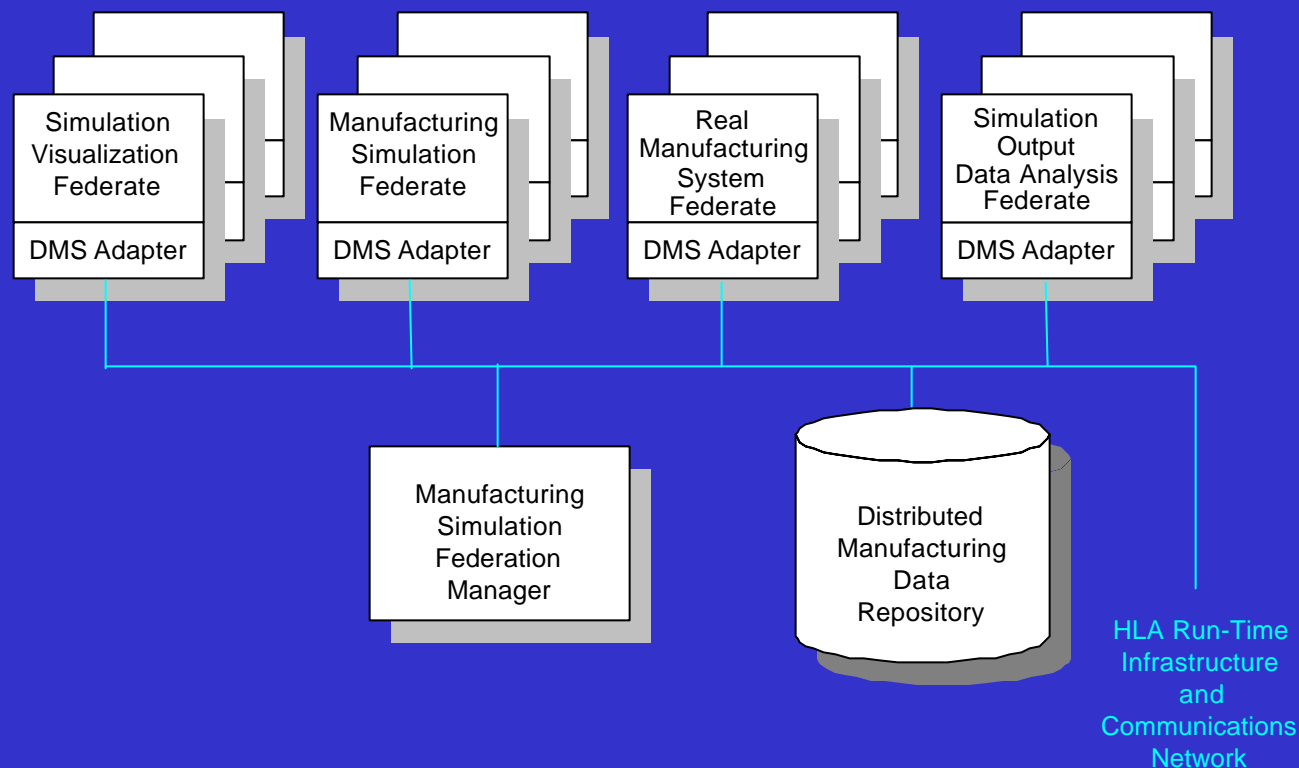 Simulation
Visualization
Federate
DMS Adapter
Manufacturing
Simulation
Federate
DMS Adapter
Real
Manufacturing
System
Federate
DMS Adapter
Simulation
Output
Data Analysis
Federate
DMS Adapter
Manufacturing
Simulation
Federation
Manager
Distributed
Manufacturing
Data
Repository
HLA Run-Time
Infrastructure
and
Communications
Network